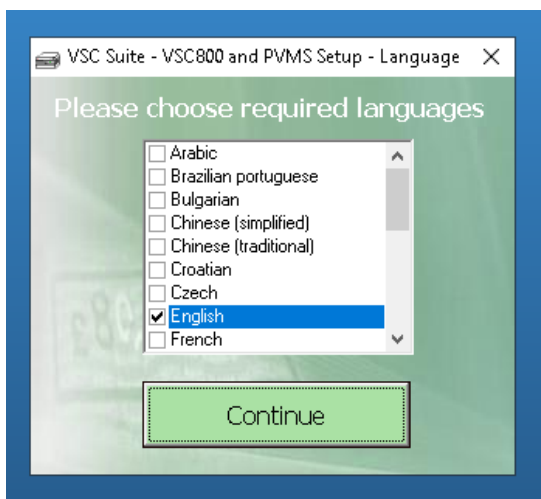 VSC Suite - VSC800 and PVMS Setup - Language
Please choose required languages
Arabic
Brazilian portuguese
Bulgarian
Chinese (simplified)
Chinese (traditional)
Croatian
Czech
English
French
Continue